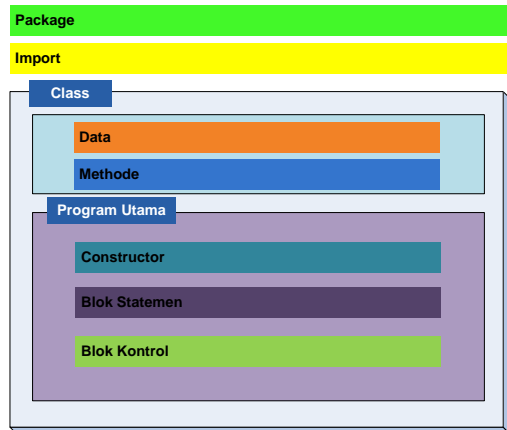 Package
Import
Class
Data
Methode
Program Utama
Constructor
Blok Statemen
Blok Kontrol